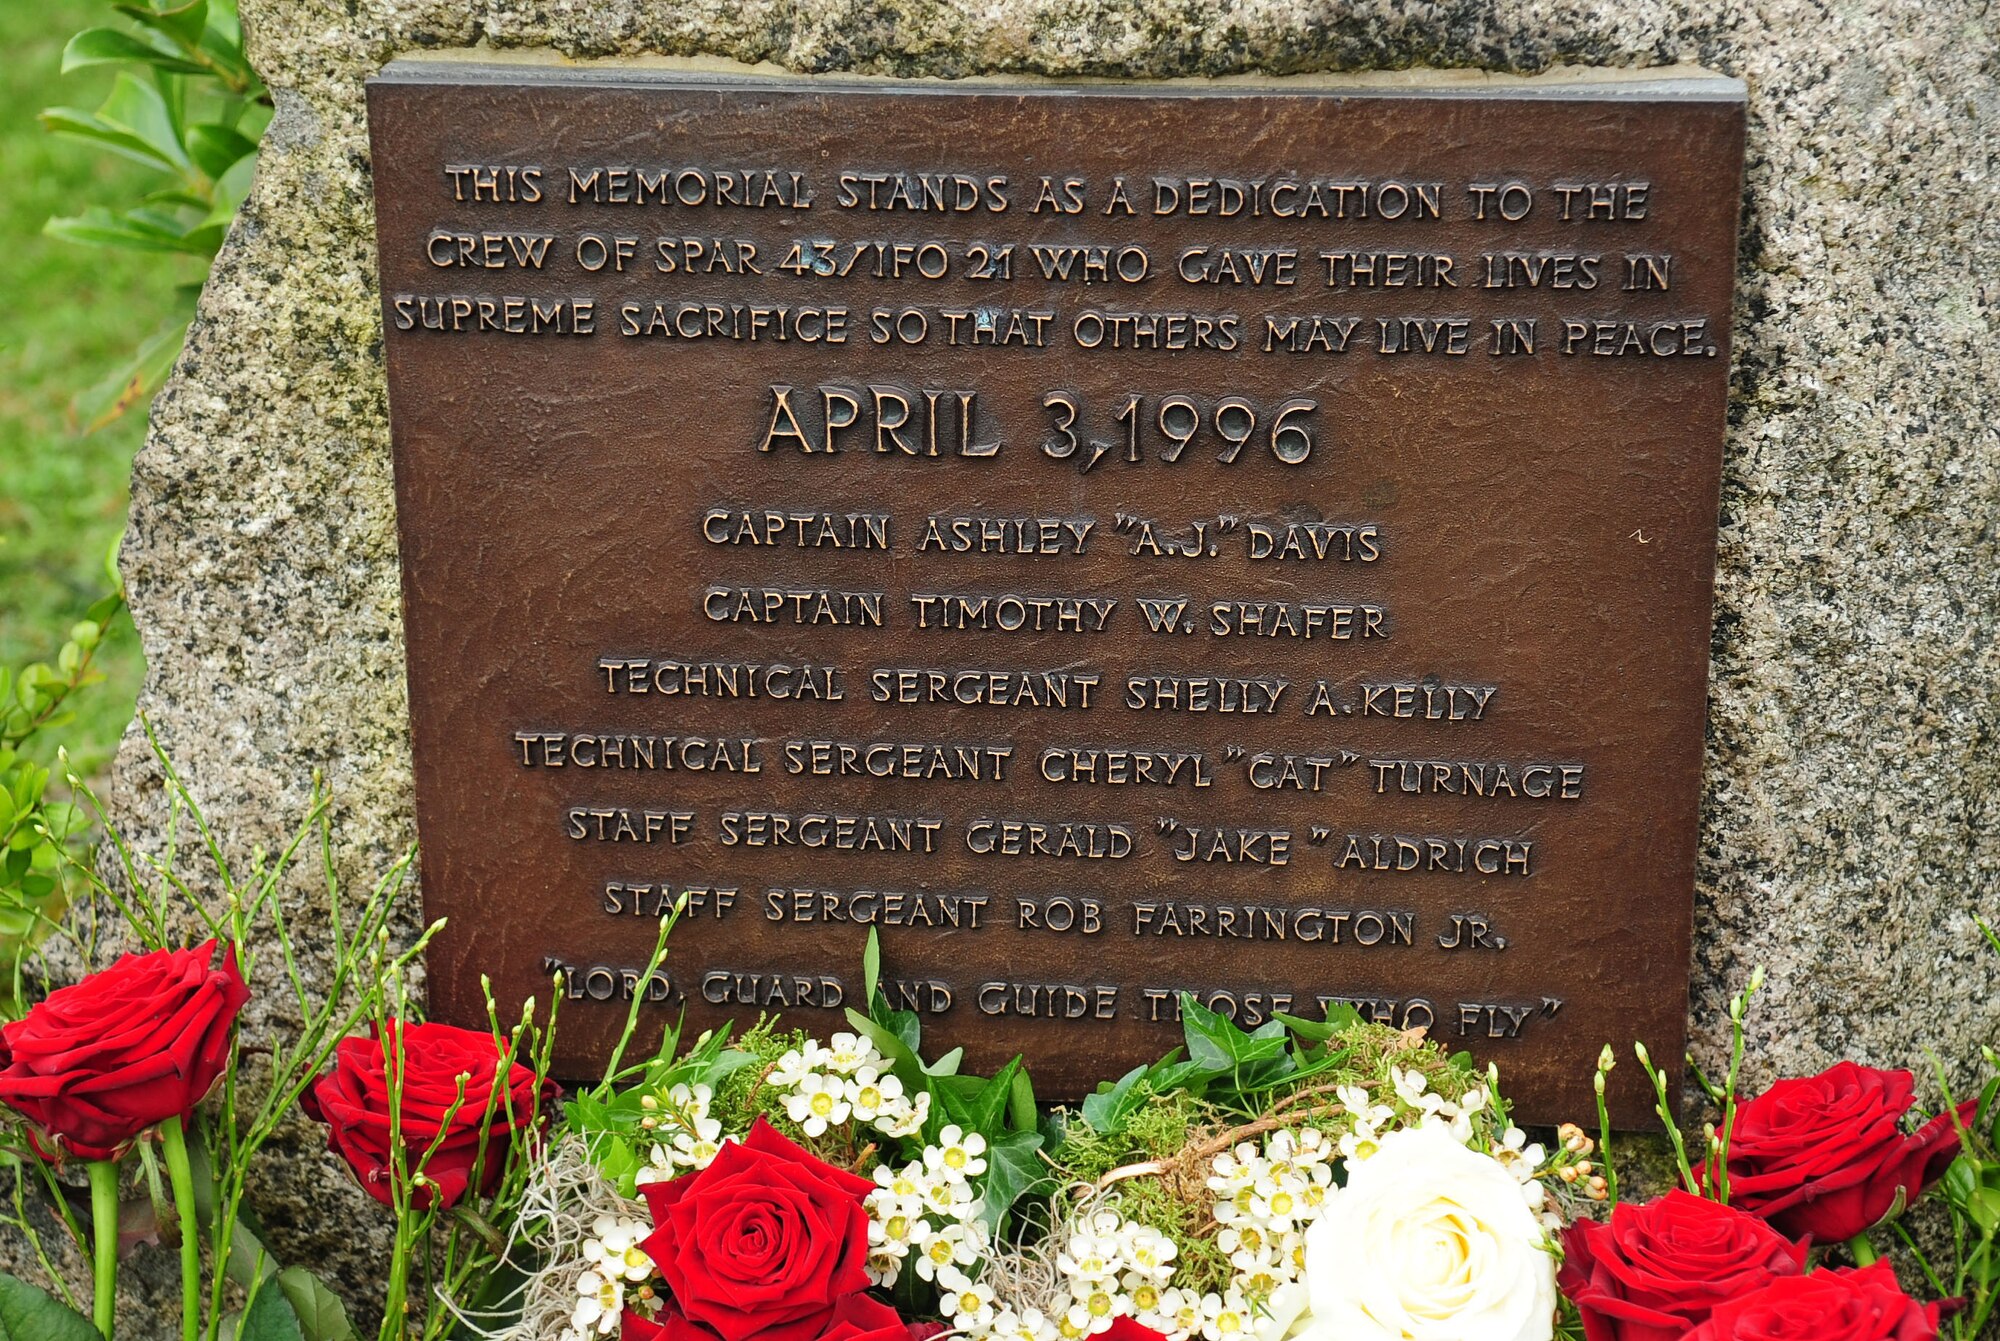 THIS MEMORIAL STANDS AS A DEDICATION TO THE
CREW OF SPAR 43/IFO 21 WHO GAVE THEIR LIVES IN
SUPREME SACRIFICE SO THAT OTHERS MAY LIVE IN PEACE.
APRIL 3, 1996
CAPTAIN ASHLEY "A.J." DAVIS
CAPTAIN TIMOTHY W. SHAFER
TECHNICAL SERGEANT SHELLY A. KELLY
TECHNICAL SERGEANT CHERYL "CAT" TURNAGE
STAFF SERGEANT GERALD "JAKE" ALDRICH
STAFF SERGEANT ROB FARRINGTON JR.
"LORD, GUARD AND GUIDE THOSE WHO FLY"